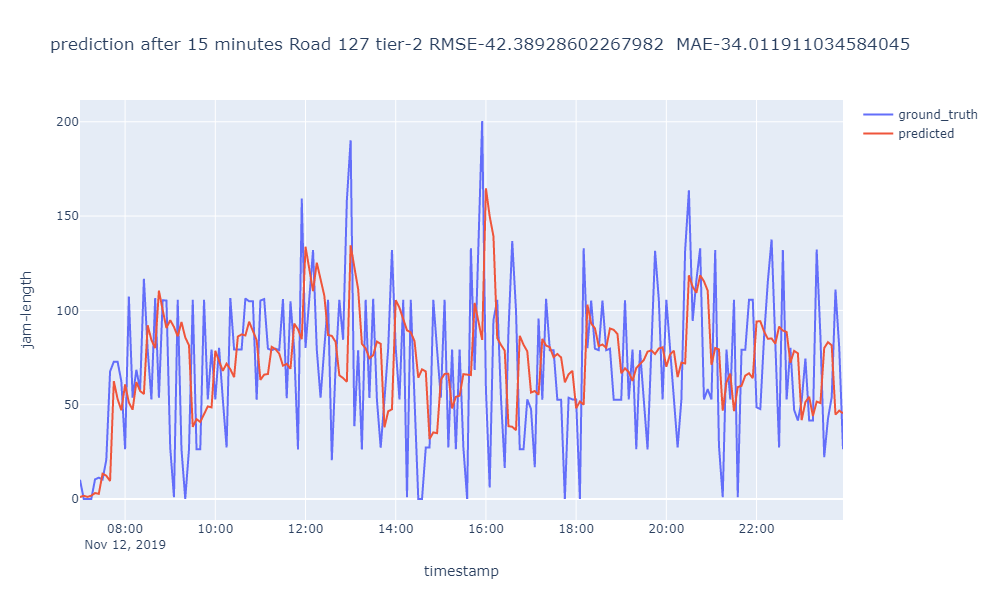 prediction after 15 minutes Road 127 tier-2 RMSE-42.38928602267982  MAE-34.011911034584045
ground_truth
predicted
200
150
100
50
0
jam-length
08:00 10:00 12:00 14:00 16:00 18:00 20:00 22:00
Nov 12, 2019
timestamp